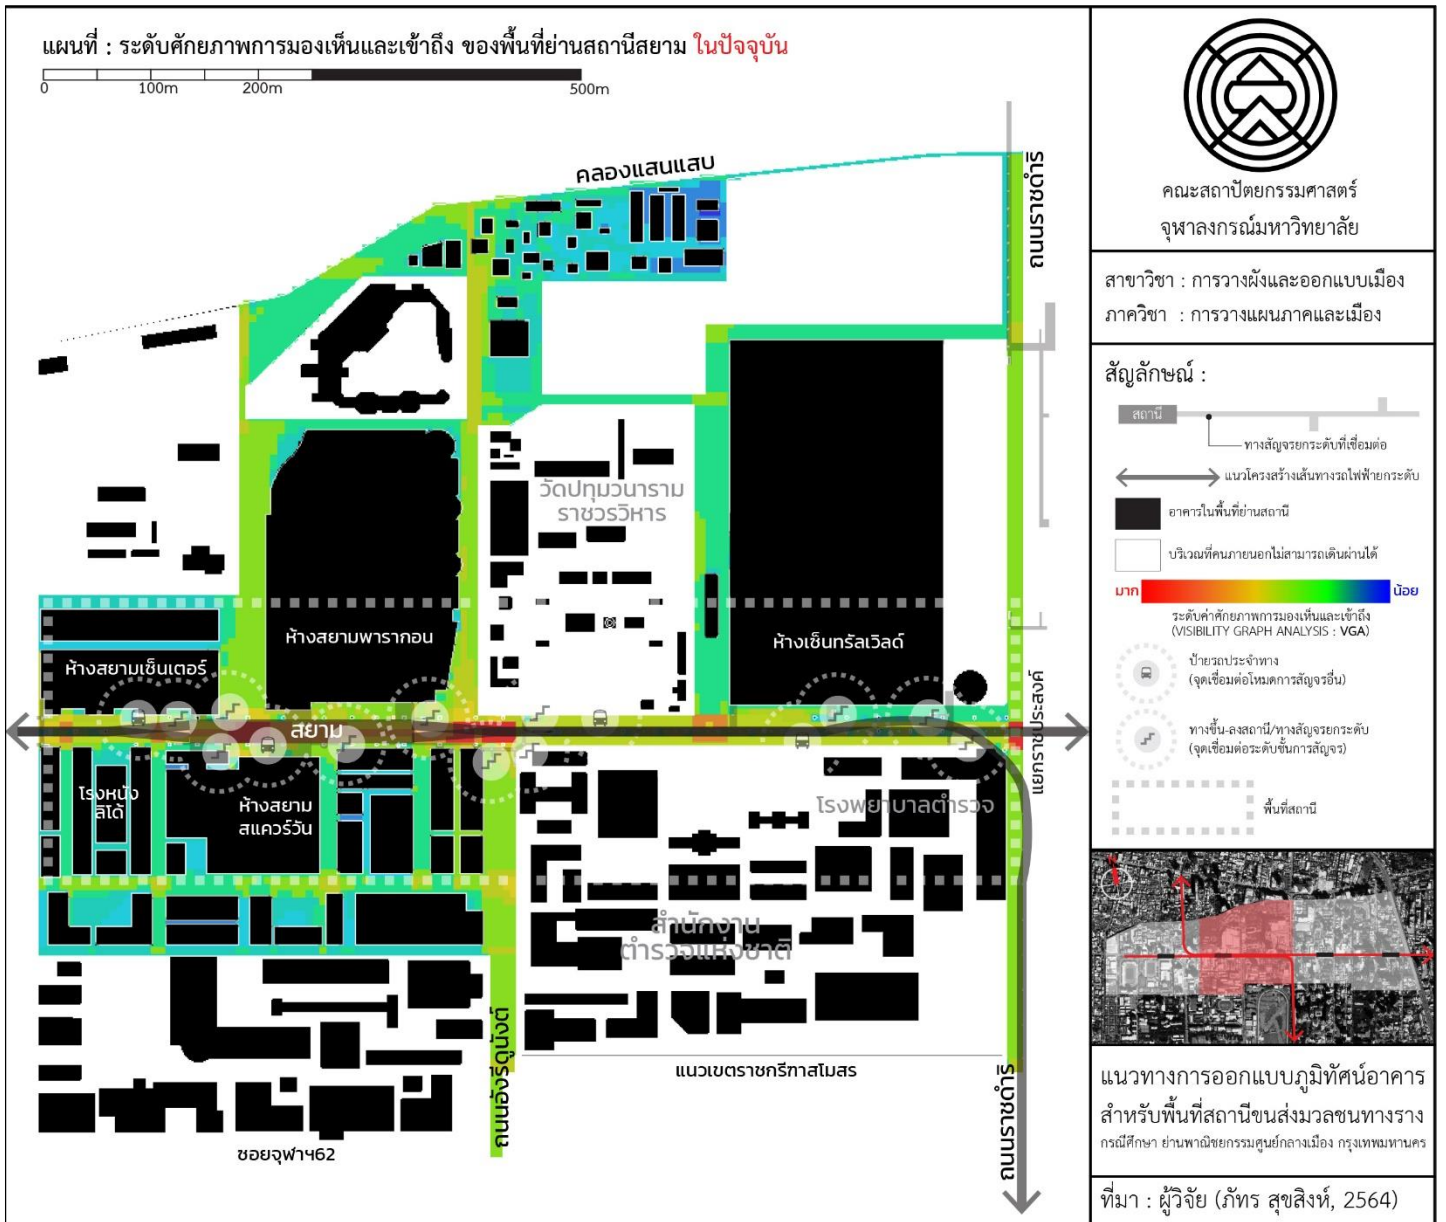 แผนที่ : ระดับศักยภาพการมองเห็นและเข้าถึง ของพื้นที่ย่านสถานีสยาม ในปัจจุบัน
0 100m 200m 500m
คลองแสนแสบ
ถนนราชดำริ
วัดปทุมวนาราม
ราชวรวิหาร
ห้างสยามพารากอน
ห้างเซ็นทรัลเวิลด์
ห้างสยามเซ็นเตอร์
สยาม
แยกราชประสงค์
โรงหนัง
ลิโด้
ห้างสยาม
สแควร์วัน
โรงพยาบาลตำรวจ
สำนักงาน
ตำรวจแห่งชาติ
ถนนอังรีดูนังต์
แนวเขตราชกรีฑาสโมสร
ถนนราชดำริ
ซอยจุฬาฯ62
คณะสถาปัตยกรรมศาสตร์
จุฬาลงกรณ์มหาวิทยาลัย
สาขาวิชา : การวางผังและออกแบบเมือง
ภาควิชา : การวางแผนภาคและเมือง
สัญลักษณ์ :
สถานี
ทางสัญจรยกระดับที่เชื่อมต่อ
แนวโครงสร้างเส้นทางรถไฟฟ้ายกระดับ
อาคารในพื้นที่ย่านสถานี
บริเวณที่คนภายนอกไม่สามารถเดินผ่านได้
มาก น้อย
ระดับค่าศักยภาพการมองเห็นและเข้าถึง
(VISIBILITY GRAPH ANALYSIS : VGA)
ป้ายรถประจำทาง
(จุดเชื่อมต่อโหมดการสัญจรอื่น)
ทางขึ้น-ลงสถานี/ทางสัญจรยกระดับ
(จุดเชื่อมต่อระดับชั้นการสัญจร)
พื้นที่สถานี
แนวทางการออกแบบภูมิทัศน์อาคาร
สำหรับพื้นที่สถานีขนส่งมวลชนทางราง
กรณีศึกษา ย่านพาณิชยกรรมศูนย์กลางเมือง กรุงเทพมหานคร
ที่มา : ผู้วิจัย (ภัทร สุขสิงห์, 2564)